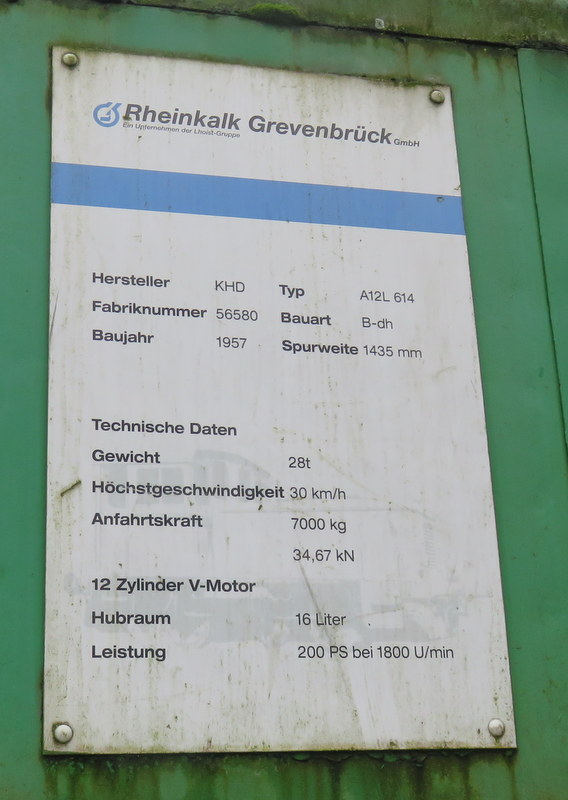 Rheinkalk Grevenbrück GmbH
Ein Unternehmen der Lhoist-Gruppe
Hersteller KHD Typ A12L 614
Fabriknummer 56580 Bauart B-dh
Baujahr 1957 Spurweite 1435 mm
Technische Daten
Gewicht 28t
Höchstgeschwindigkeit 30 km/h
Anfahrtskraft 7000 kg
34,67 kN
12 Zylinder V-Motor
Hubraum 16 Liter
Leistung 200 PS bei 1800 U/min